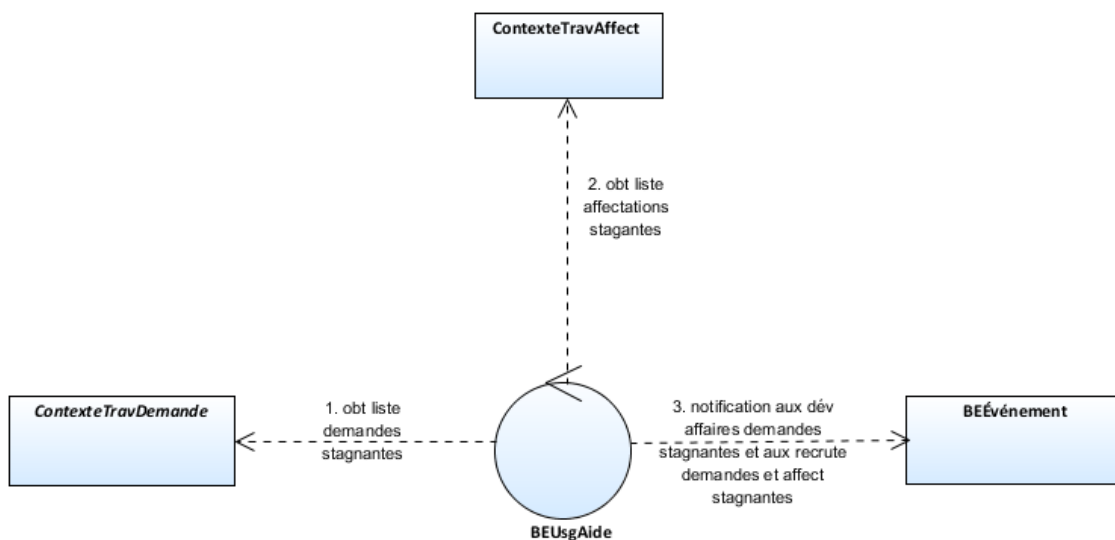 ContexteTravAffect
2. obt liste
affectations
stagantes
ContexteTravDemande
1. obt liste
demandes
stagnantes
3. notification aux dév
affaires demandes
stagnantes et aux recrute
demandes et affect
stagnantes
BEÉvénement
BEUsgAide